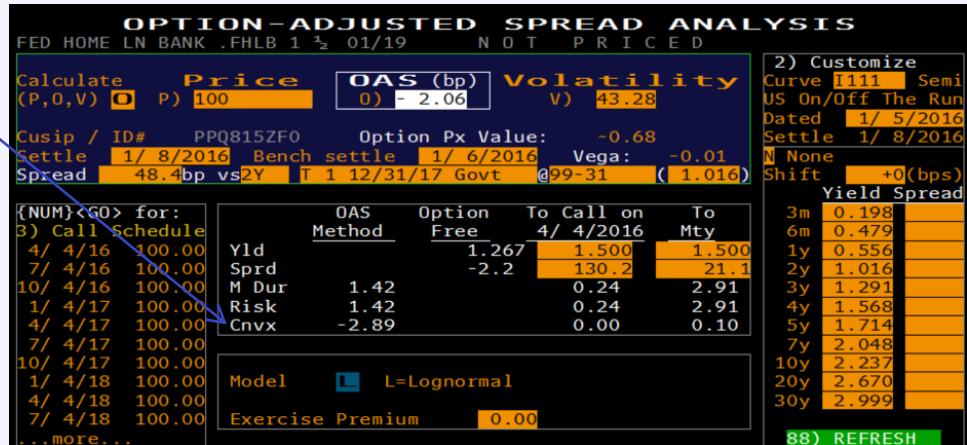 OPTION-ADJUSTED SPREAD ANALYSIS
FED HOME LN BANK .FHLB 1 ½ 01/19 N O T P R I C E D
2) Customize
Calculate Price OAS (bp) Volatility Curve I111 Semi
(P,O,V) O P) 100 O) - 2.06 V) 43.28 US On/Off The Run
Dated 1/ 5/2016
Cusip / ID# PPQ815ZF0 Option Px Value: -0.68 Settle 1/ 8/2016
Settle 1/ 8/2016 Bench settle 1/ 6/2016 Vega: -0.01 N None
Spread 48.4bp vs 2Y T 1 12/31/17 Govt @99-31 ( 1.016) Shift +0(bps)
Yield Spread
{NUM}<GO> for: OAS Option To Call on To 3m 0.198
3) Call Schedule Method Free 4/ 4/2016 Mty 6m 0.479
4/ 4/16 100.00 Yld 1.267 1.500 1.500 1y 0.556
7/ 4/16 100.00 Sprd -2.2 130.2 21.1 2y 1.016
10/ 4/16 100.00 M Dur 1.42 0.24 2.91 3y 1.291
1/ 4/17 100.00 Risk 1.42 0.24 2.91 4y 1.568
4/ 4/17 100.00 Cnvx -2.89 0.00 0.10 5y 1.714
7/ 4/17 100.00 7y 2.048
10/ 4/17 100.00 10y 2.237
1/ 4/18 100.00 Model L L=Lognormal 20y 2.670
4/ 4/18 100.00 30y 2.999
7/ 4/18 100.00 Exercise Premium 0.00
...more... 88) REFRESH